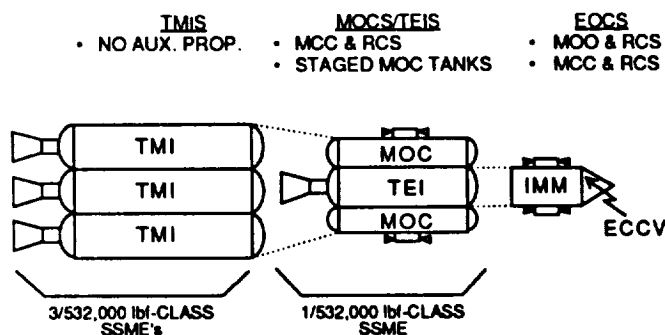 TMIS
• NO AUX. PROP.
MOCS/TEIS
• MCC & RCS
• STAGED MOC TANKS
EOCS
• MOO & RCS
• MCC & RCS
TMI
TMI
TMI
MOC
TEI
MOC
IMM
ECCV
3/532,000 lbf-CLASS
SSME's
1/532,000 lbf-CLASS
SSME